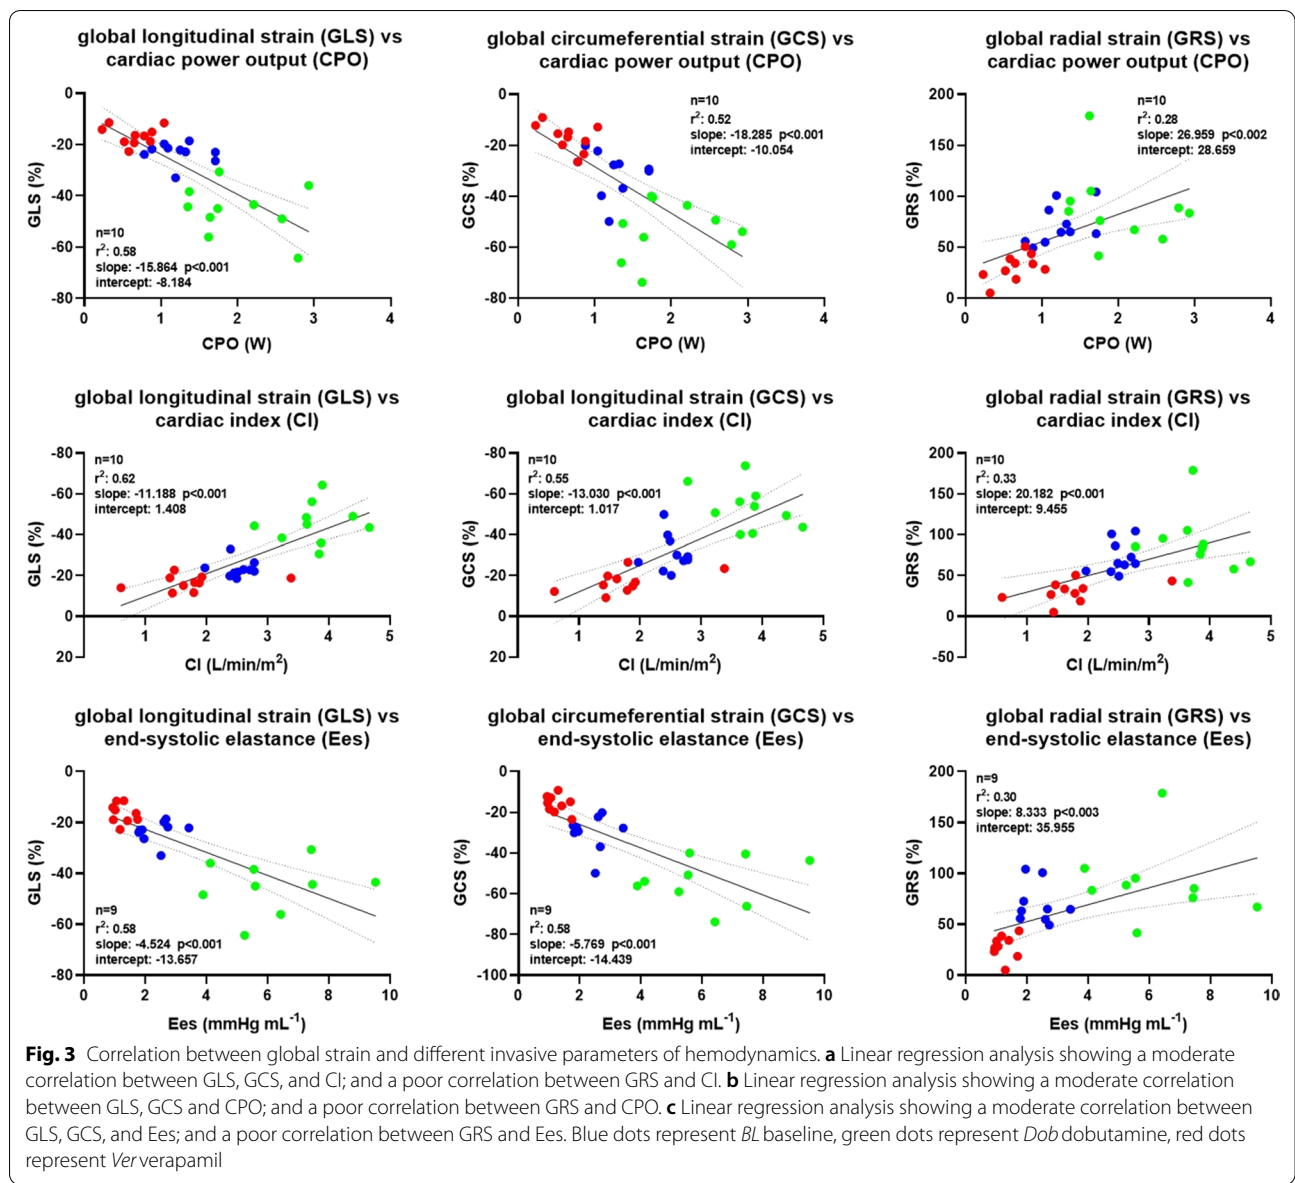 global longitudinal strain (GLS) vs
cardiac power output (CPO)
0
-20
-40
-60
-80
GLS (%)
n=10
r²: 0.58
slope: -15.864 p<0.001
intercept: -8.184
0
1
2
3
4
CPO (W)
global circumeferential strain (GCS) vs
cardiac power output (CPO)
0
-20
-40
-60
-80
GCS (%)
n=10
r²: 0.52
slope: -18.285 p<0.001
intercept: -10.054
0
1
2
3
4
CPO (W)
global radial strain (GRS) vs
cardiac power output (CPO)
200
150
100
50
0
GRS (%)
n=10
r²: 0.28
slope: 26.959 p<0.002
intercept: 28.659
0
1
2
3
4
CPO (W)
global longitudinal strain (GLS) vs
cardiac index (CI)
-80
-60
-40
-20
0
20
GLS (%)
n=10
r²: 0.62
slope: -11.188 p<0.001
intercept: 1.408
1
2
3
4
5
CI (L/min/m²)
global longitudinal strain (GCS) vs
cardiac index (CI)
-80
-60
-40
-20
0
20
GCS (%)
n=10
r²: 0.55
slope: -13.030 p<0.001
intercept: 1.017
1
2
3
4
5
CI (L/min/m²)
global radial strain (GRS) vs
cardiac index (CI)
200
150
100
50
0
-50
GRS (%)
n=10
r²: 0.33
slope: 20.182 p<0.001
intercept: 9.455
1
2
3
4
5
CI (L/min/m²)
global longitudinal strain (GLS) vs
end-systolic elastance (Ees)
0
-20
-40
-60
-80
GLS (%)
n=9
r²: 0.58
slope: -4.524 p<0.001
intercept: -13.657
0
2
4
6
8
10
Ees (mmHg mL⁻¹)
global circumeferential strain (GCS) vs
end-systolic elastance (Ees)
0
-20
-40
-60
-80
-100
GCS (%)
n=9
r²: 0.58
slope: -5.769 p<0.001
intercept: -14.439
0
2
4
6
8
10
Ees (mmHg mL⁻¹)
global radial strain (GRS) vs
end-systolic elastance (Ees)
200
150
100
50
0
GRS (%)
n=9
r²: 0.30
slope: 8.333 p<0.003
intercept: 35.955
0
2
4
6
8
10
Ees (mmHg mL⁻¹)
Fig. 3 Correlation between global strain and different invasive parameters of hemodynamics. a Linear regression analysis showing a moderate
correlation between GLS, GCS, and CI; and a poor correlation between GRS and CI. b Linear regression analysis showing a moderate correlation
between GLS, GCS and CPO; and a poor correlation between GRS and CPO. c Linear regression analysis showing a moderate correlation between
GLS, GCS, and Ees; and a poor correlation between GRS and Ees. Blue dots represent BL baseline, green dots represent Dob dobutamine, red dots
represent Ver verapamil